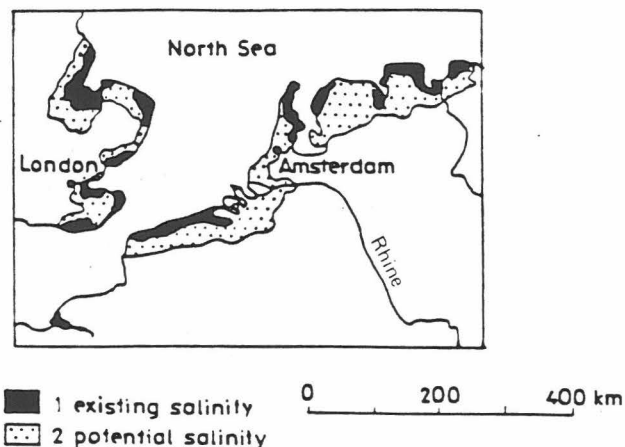 North Sea
London
Amsterdam
Rhine
1 existing salinity
2 potential salinity
0 200 400 km